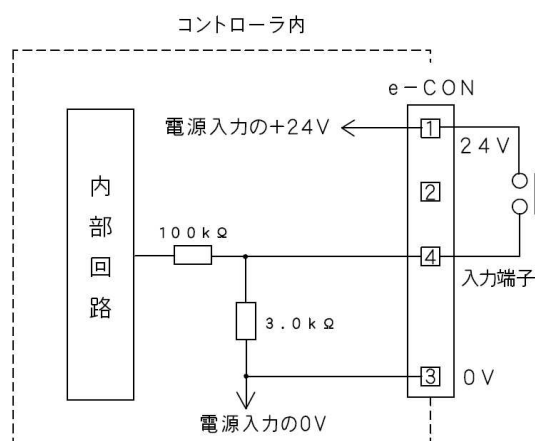 コントローラ内
e-CON
電源入力の+24V
1
24V
2
内部回路
100kΩ
4
入力端子
3.0kΩ
3
0V
電源入力の0V